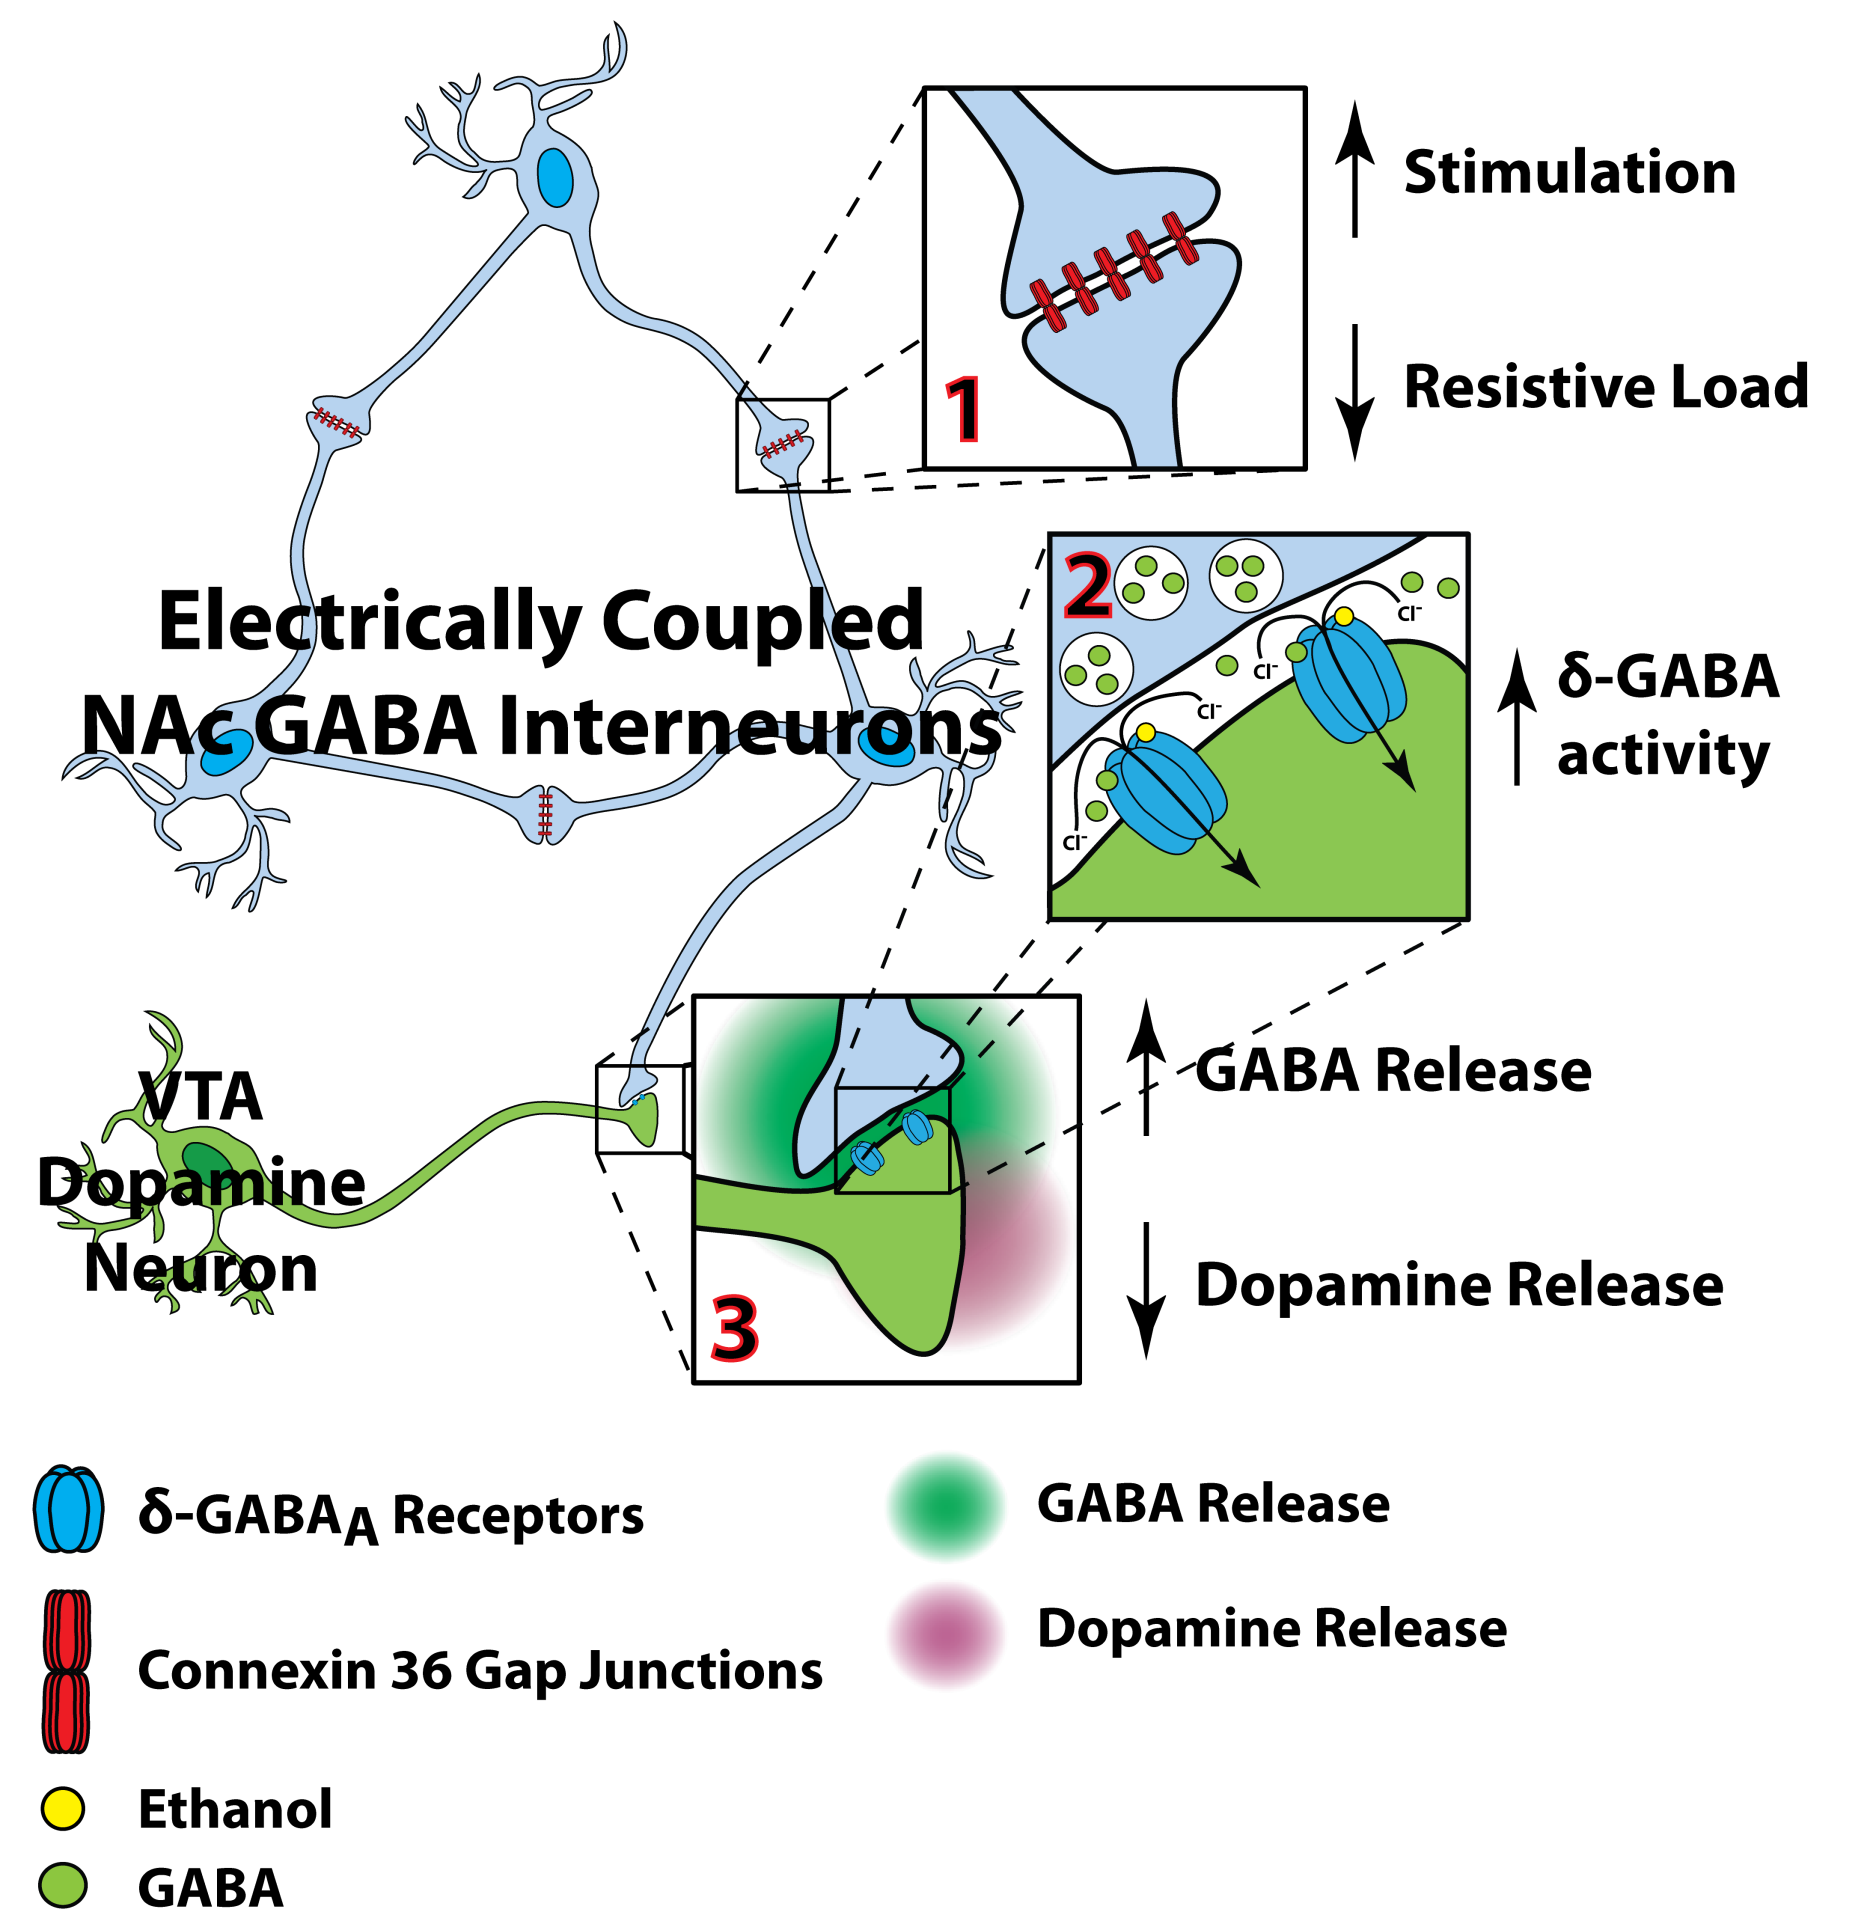 Stimulation
Resistive Load
1
Electrically Coupled
NAc GABA Interneurons
2
Cl-
Cl-
Cl-
Cl-
δ-GABA
activity
VTA
Dopamine
Neuron
3
GABA Release
Dopamine Release
δ-GABAA Receptors
Connexin 36 Gap Junctions
Ethanol
GABA
GABA Release
Dopamine Release